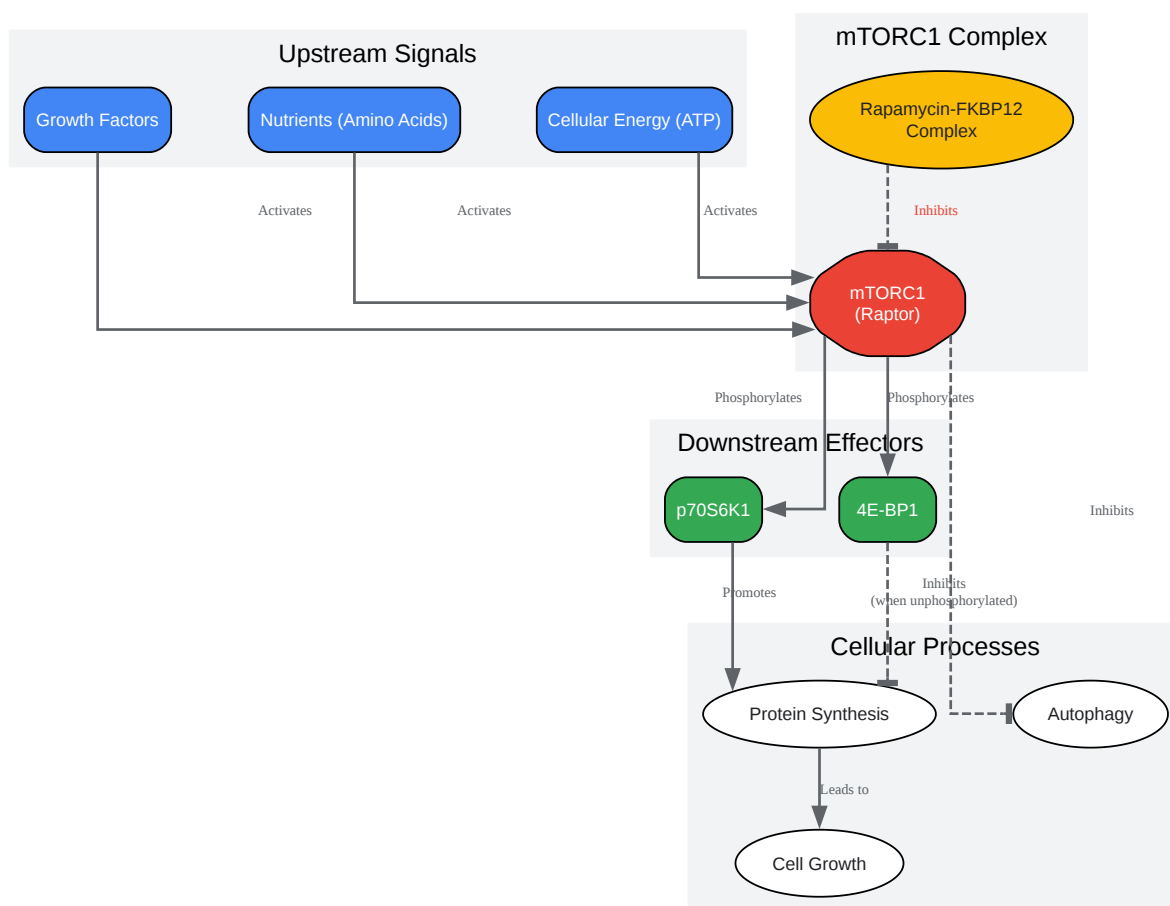 mTORC1 Complex
Upstream Signals
Rapamycin-FKBP12
Complex
Growth Factors
Nutrients (Amino Acids)
Cellular Energy (ATP)
Activates
Activates
Activates
Inhibits
mTORC1
(Raptor)
Phosphorylates
Phosphorylates
Downstream Effectors
p70S6K1
4E-BP1
Inhibits
Promotes
Inhibits
(when unphosphorylated)
Cellular Processes
Protein Synthesis
Autophagy
Leads to
Cell Growth